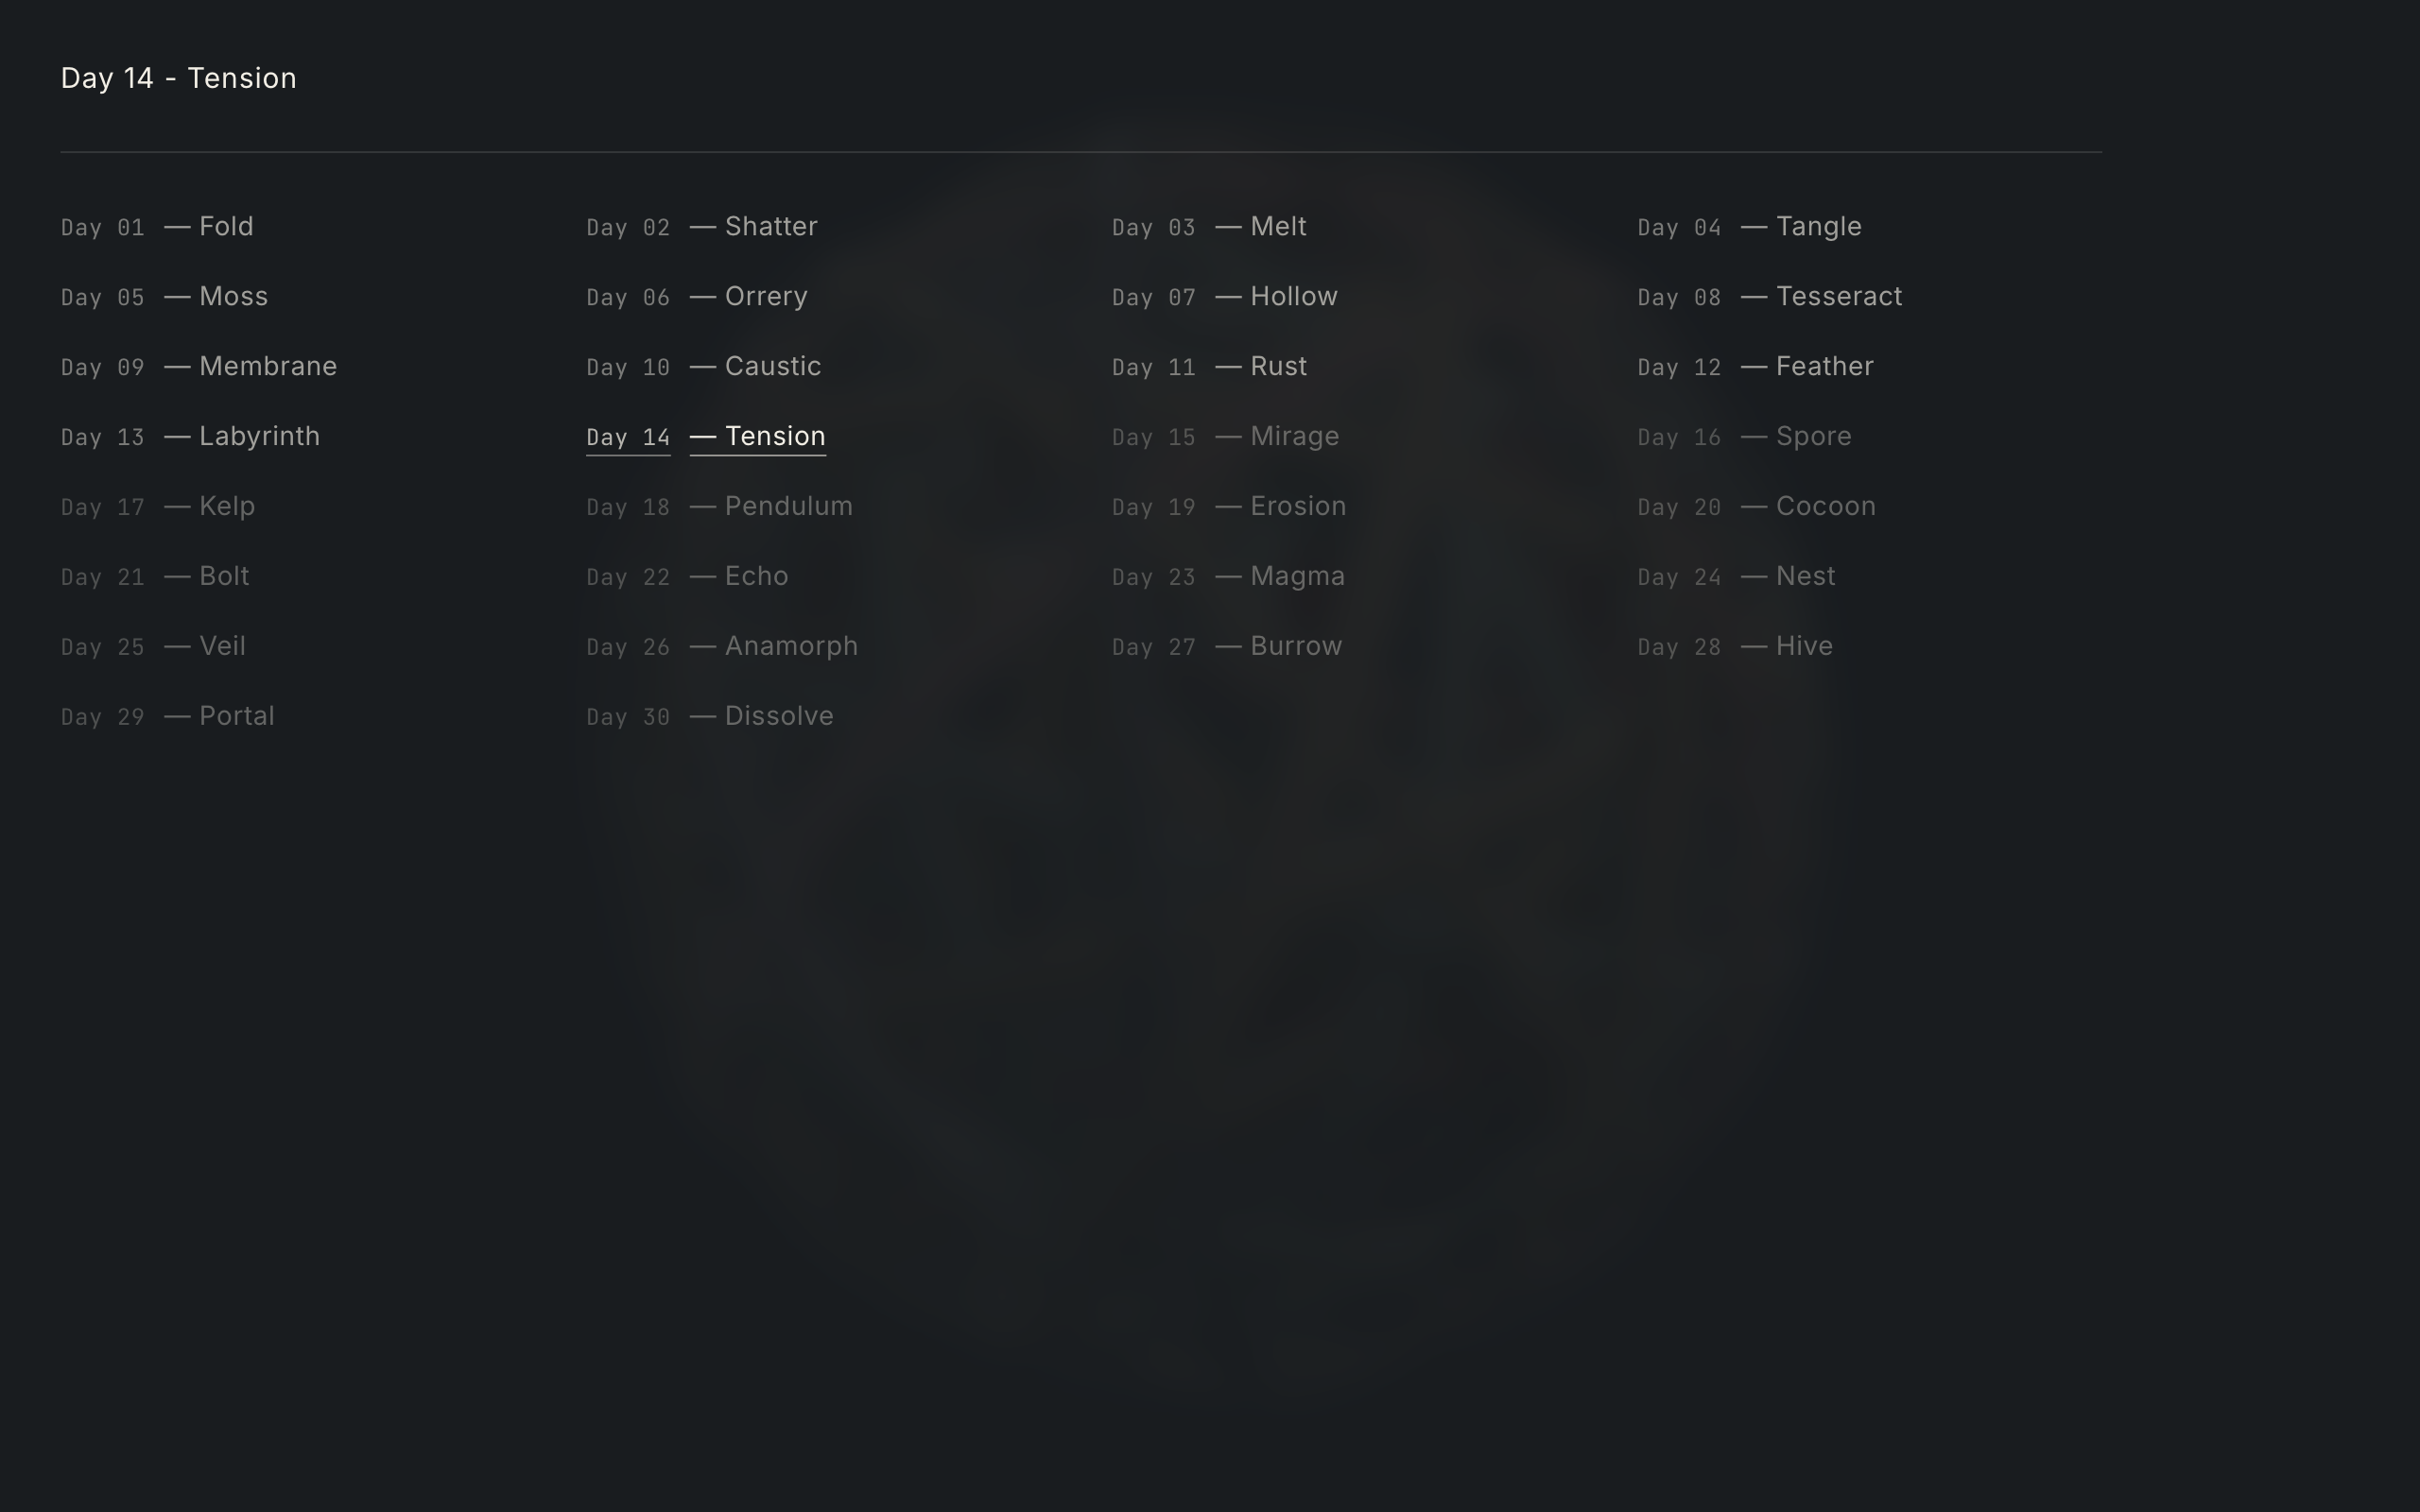 Day 14 - Tension
Day 01 — Fold Day 02 — Shatter Day 03 — Melt Day 04 — Tangle
Day 05 — Moss Day 06 — Orrery Day 07 — Hollow Day 08 — Tesseract
Day 09 — Membrane Day 10 — Caustic Day 11 — Rust Day 12 — Feather
Day 13 — Labyrinth Day 14 — Tension Day 15 — Mirage Day 16 — Spore
Day 17 — Kelp Day 18 — Pendulum Day 19 — Erosion Day 20 — Cocoon
Day 21 — Bolt Day 22 — Echo Day 23 — Magma Day 24 — Nest
Day 25 — Veil Day 26 — Anamorph Day 27 — Burrow Day 28 — Hive
Day 29 — Portal Day 30 — Dissolve